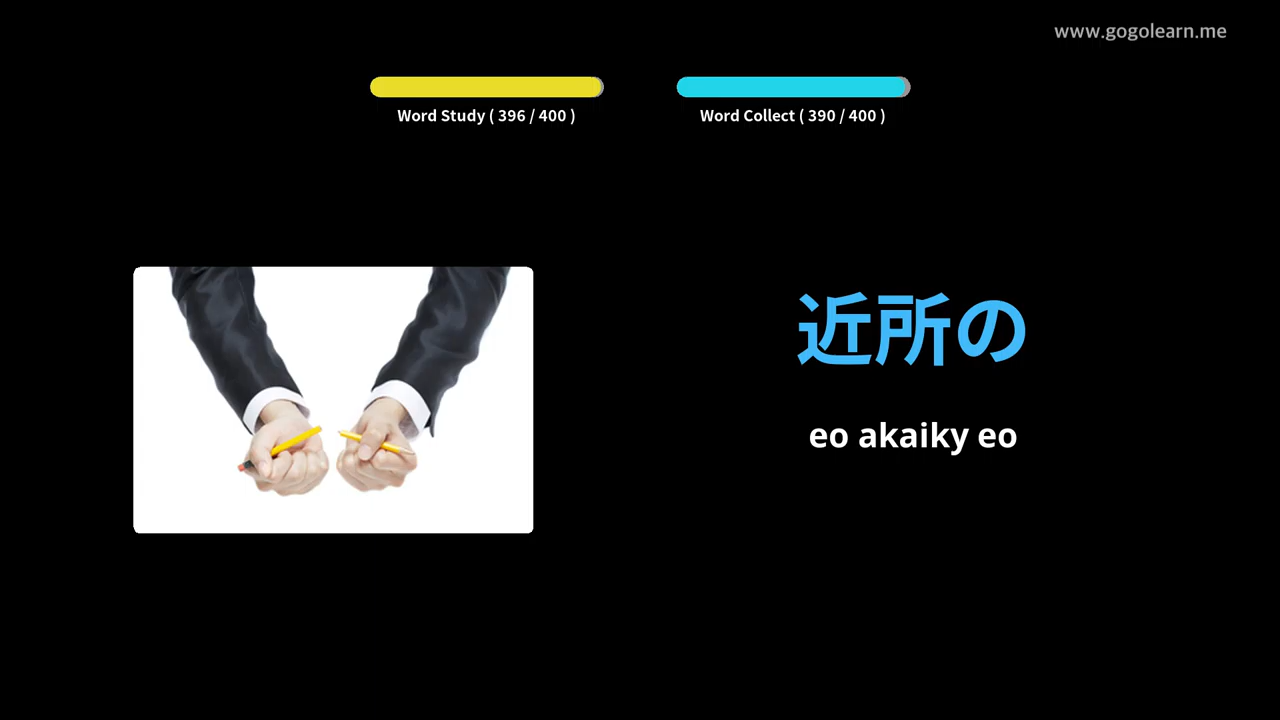 www.gogolearn.me
Word Study ( 396 / 400 )
Word Collect ( 390 / 400 )
近所の
eo akaiky eo